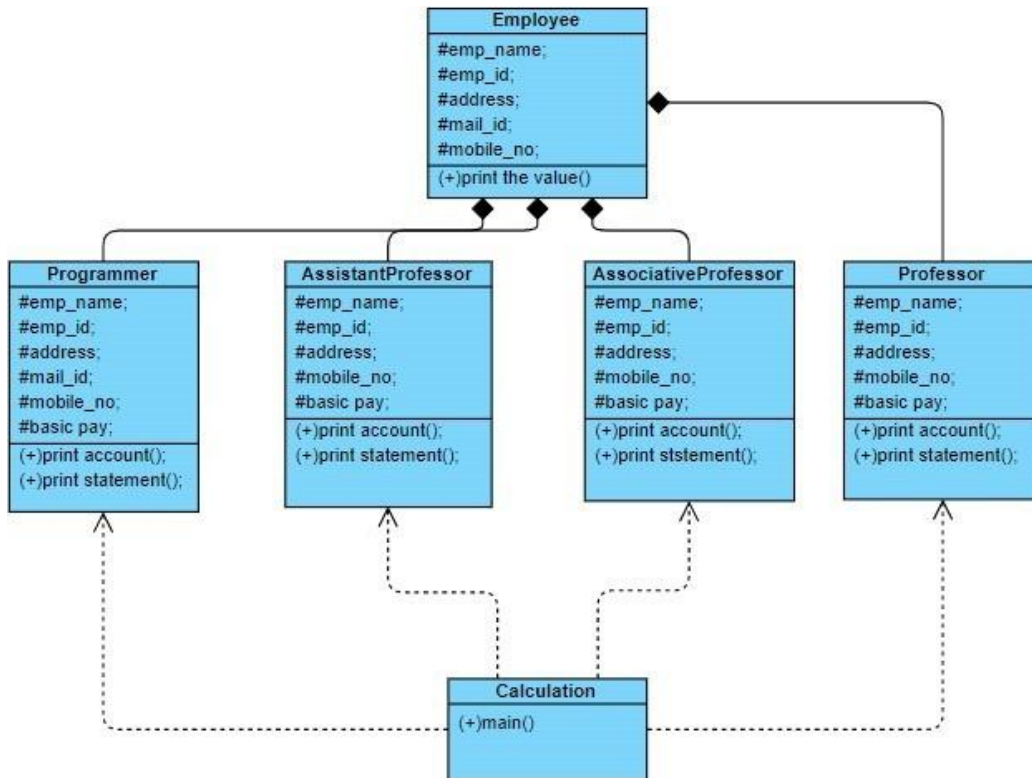 Employee
#emp_name;
#emp_id;
#address;
#mail_id;
#mobile_no;
(+)print the value()
Programmer
#emp_name;
#emp_id;
#address;
#mail_id;
#mobile_no;
#basic pay;
(+)print account();
(+)print statement();
AssistantProfessor
#emp_name;
#emp_id;
#address;
#mobile_no;
#basic pay;
(+)print account();
(+)print statement();
AssociativeProfessor
#emp_name;
#emp_id;
#address;
#mobile_no;
#basic pay;
(+)print account();
(+)print ststement();
Professor
#emp_name;
#emp_id;
#address;
#mobile_no;
#basic pay;
(+)print account();
(+)print statement();
Calculation
(+)main()